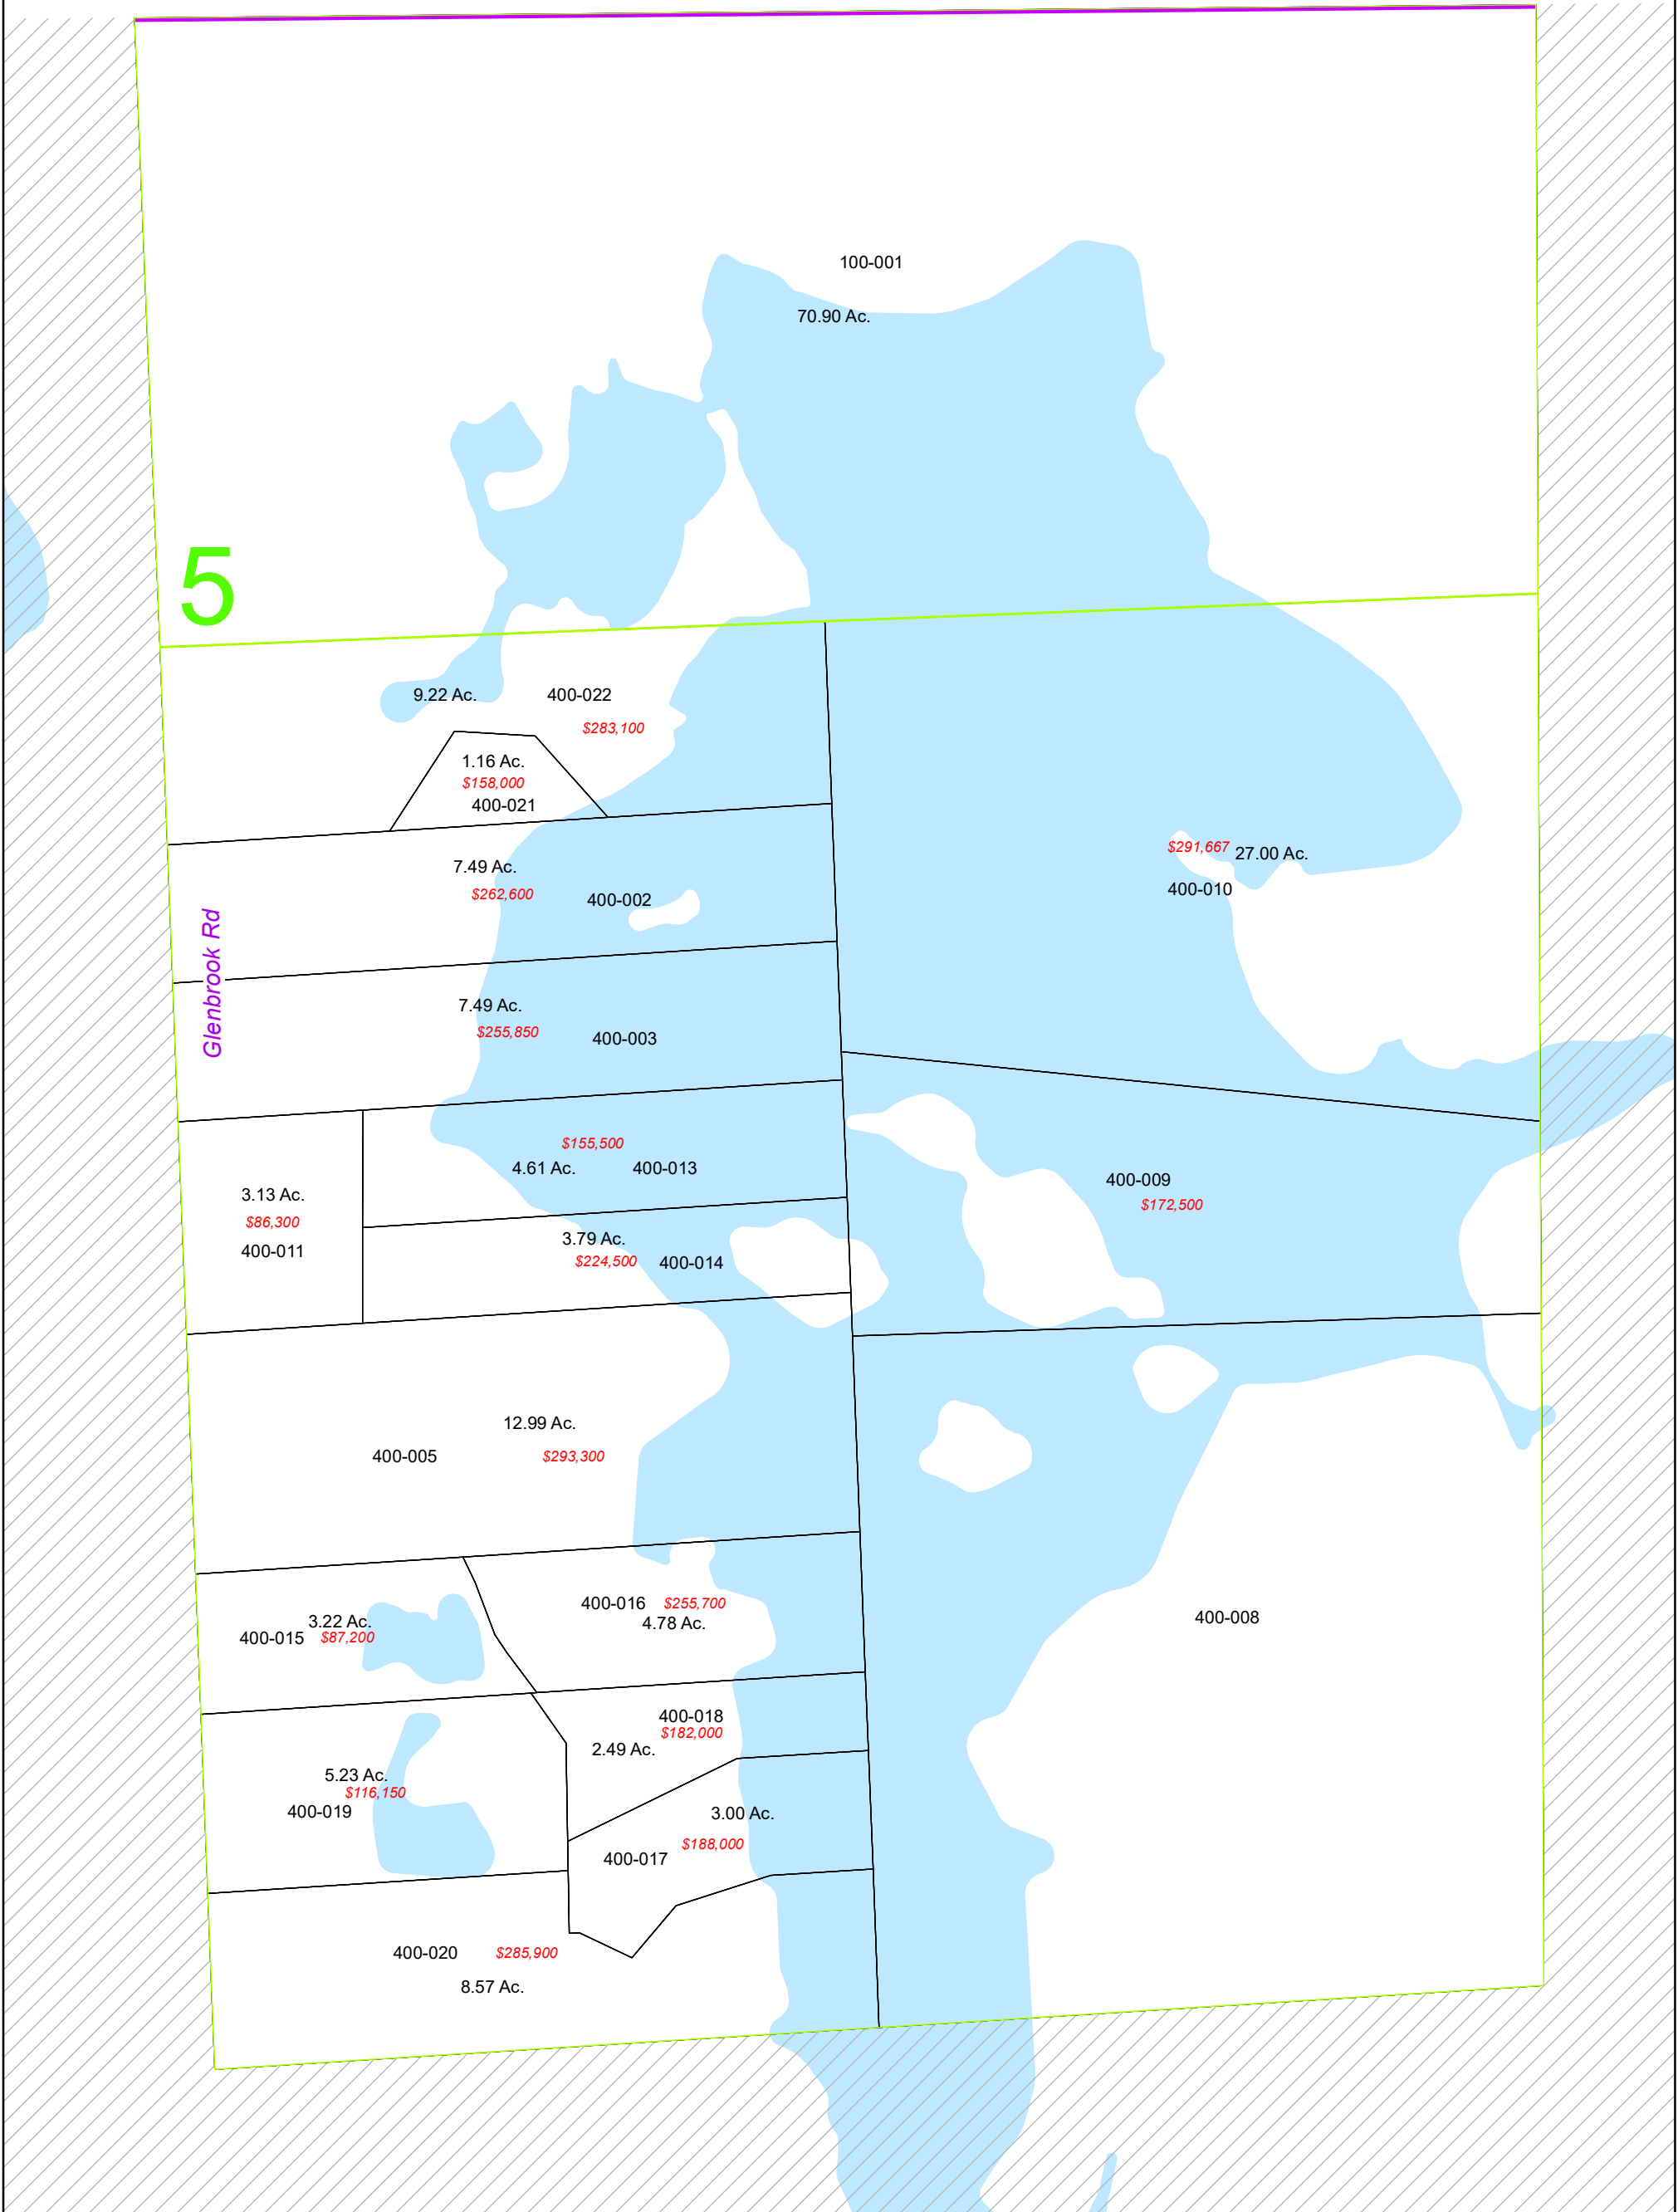 100-001
70.90 Ac.
5
9.22 Ac.
400-022
$283,100
1.16 Ac.
$158,000
400-021
7.49 Ac.
$262,600
400-002
$291,667
27.00 Ac.
400-010
Glenbrook Rd
7.49 Ac.
$255,850
400-003
$155,500
4.61 Ac.
400-013
3.13 Ac.
$86,300
400-011
400-009
$172,500
3.79 Ac.
$224,500
400-014
12.99 Ac.
400-005
$293,300
400-016
$255,700
4.78 Ac.
3.22 Ac.
400-015
$87,200
400-008
400-018
$182,000
2.49 Ac.
5.23 Ac.
$116,150
400-019
3.00 Ac.
$188,000
400-017
400-020
$285,900
8.57 Ac.